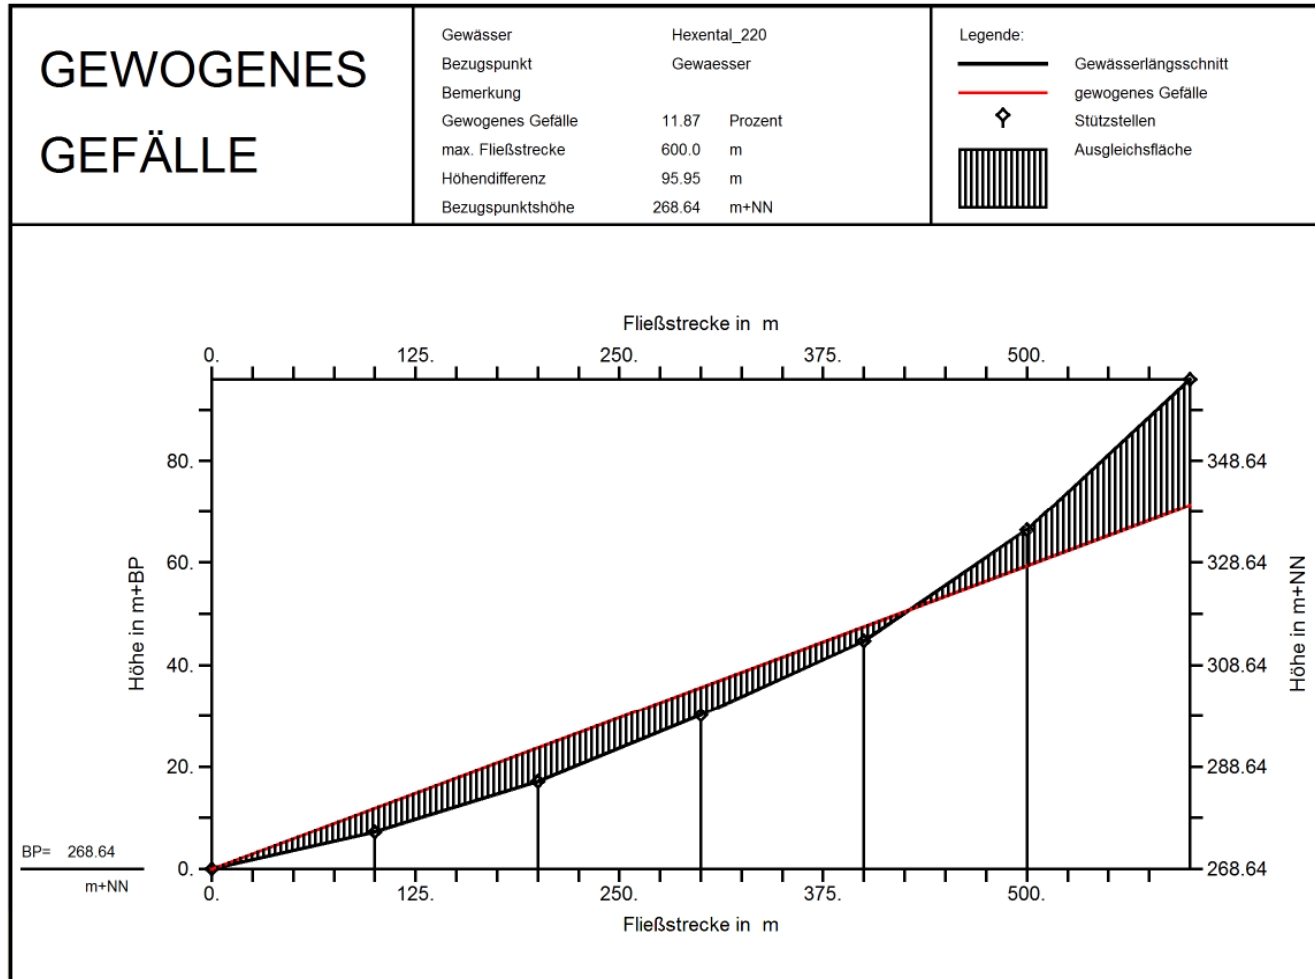 GEWOGENES
GEFÄLLE
Gewässer Hexental_220
Bezugspunkt Gewaesser
Bemerkung
Gewogenes Gefälle 11.87 Prozent
max. Fließstrecke 600.0 m
Höhendifferenz 95.95 m
Bezugspunktshöhe 268.64 m+NN
Legende:
Gewässerlängsschnitt
gewogenes Gefälle
Stützstellen
Ausgleichsfläche
Fließstrecke in m
0. 125. 250. 375. 500.
80. 348.64
60. 328.64
40. 308.64
20. 288.64
0. 268.64
Höhe in m+BP
Höhe in m+NN
BP= 268.64
m+NN
0. 125. 250. 375. 500.
Fließstrecke in m